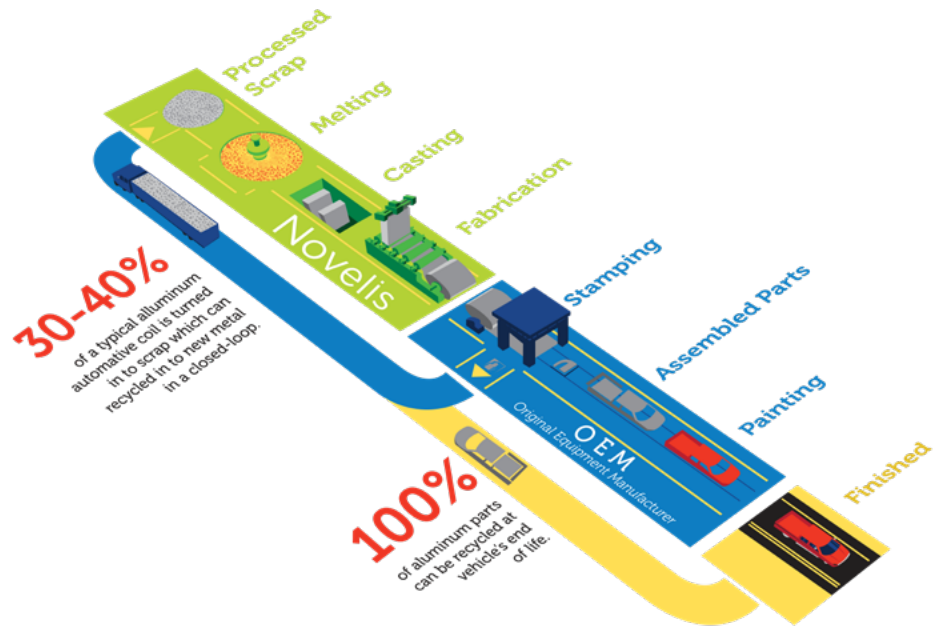 Processed
Scrap
Melting
Casting
Fabrication
Novelis
Stamping
Assembled Parts
Painting
OEM
Original Equipment Manufacturer
Finished
30-40%
of a typical alluminum
automative coil is turned
in to scrap which can
recycled in to new metal
in a closed-loop.
100%
of aluminum parts
can be recycled at
vehicle's end
of life.